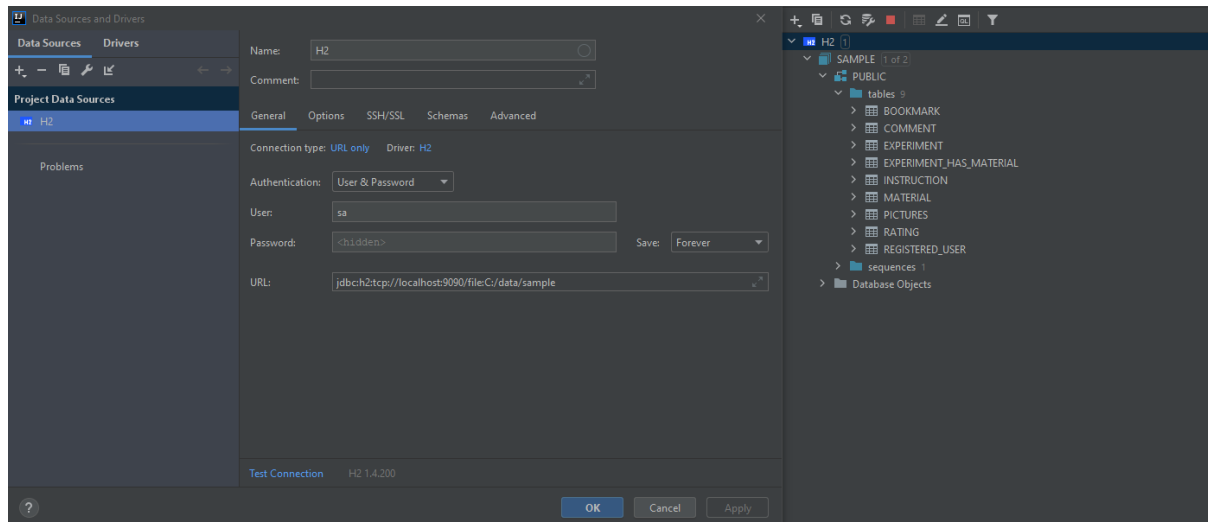 Data Sources and Drivers
Data Sources Drivers
Project Data Sources
H2 H2
Problems
Name: H2
Comment:
General Options SSH/SSL Schemas Advanced
Connection type: URL only Driver: H2
Authentication: User & Password
User: sa
Password: <hidden> Save: Forever
URL: jdbc:h2:tcp://localhost:9090/file:C:/data/sample
Test Connection H2 1.4.200
? OK Cancel Apply
QL
H2 H2 1
SAMPLE 1 of 2
PUBLIC
tables 9
BOOKMARK
COMMENT
EXPERIMENT
EXPERIMENT_HAS_MATERIAL
INSTRUCTION
MATERIAL
PICTURES
RATING
REGISTERED_USER
sequences 1
Database Objects